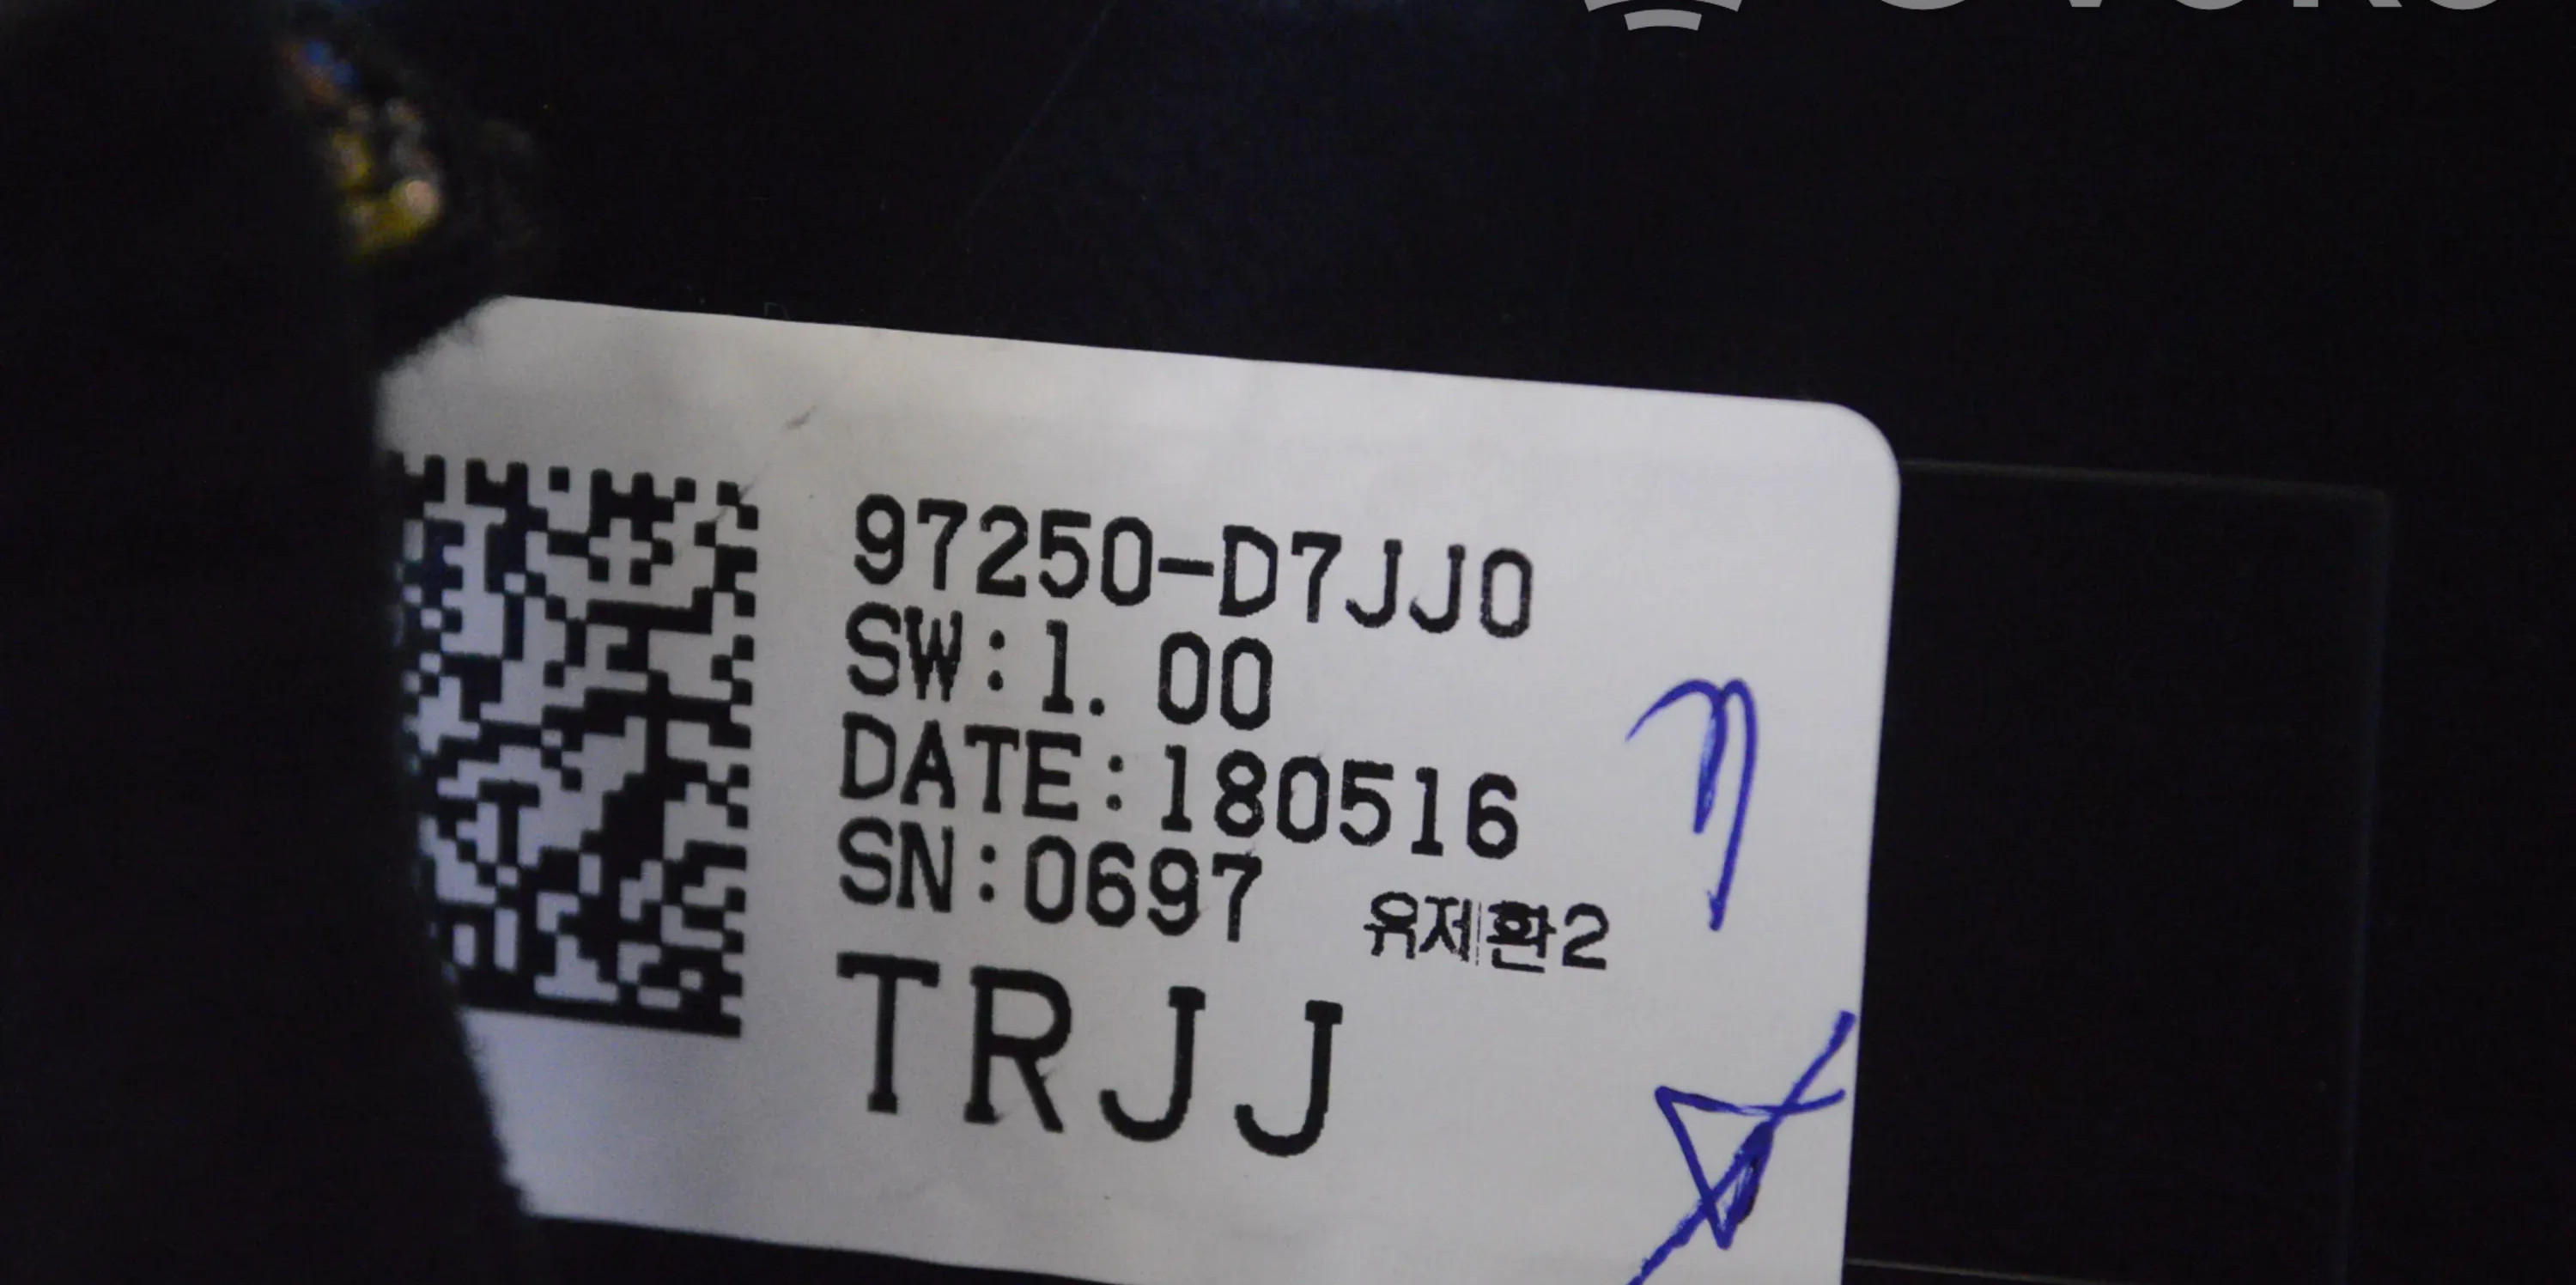 97250-D7JJ0
SW:1.00
DATE:180516
SN:0697 유제환2
TRJJ